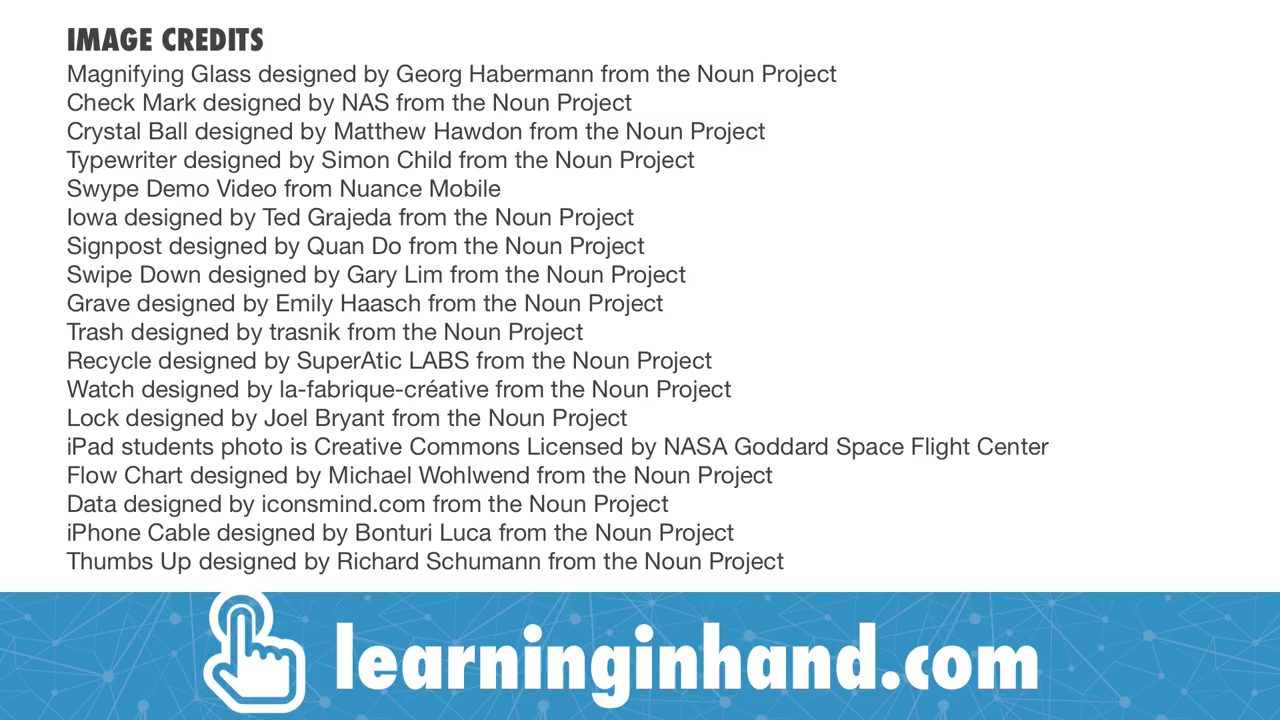 IMAGE CREDITS
Magnifying Glass designed by Georg Habermann from the Noun Project
Check Mark designed by NAS from the Noun Project
Crystal Ball designed by Matthew Hawdon from the Noun Project
Typewriter designed by Simon Child from the Noun Project
Swype Demo Video from Nuance Mobile
Iowa designed by Ted Grajeda from the Noun Project
Signpost designed by Quan Do from the Noun Project
Swipe Down designed by Gary Lim from the Noun Project
Grave designed by Emily Haasch from the Noun Project
Trash designed by trasnik from the Noun Project
Recycle designed by SuperAtic LABS from the Noun Project
Watch designed by la-fabrique-créative from the Noun Project
Lock designed by Joel Bryant from the Noun Project
iPad students photo is Creative Commons Licensed by NASA Goddard Space Flight Center
Flow Chart designed by Michael Wohlwend from the Noun Project
Data designed by iconsmind.com from the Noun Project
iPhone Cable designed by Bonturi Luca from the Noun Project
Thumbs Up designed by Richard Schumann from the Noun Project
learninginhand.com